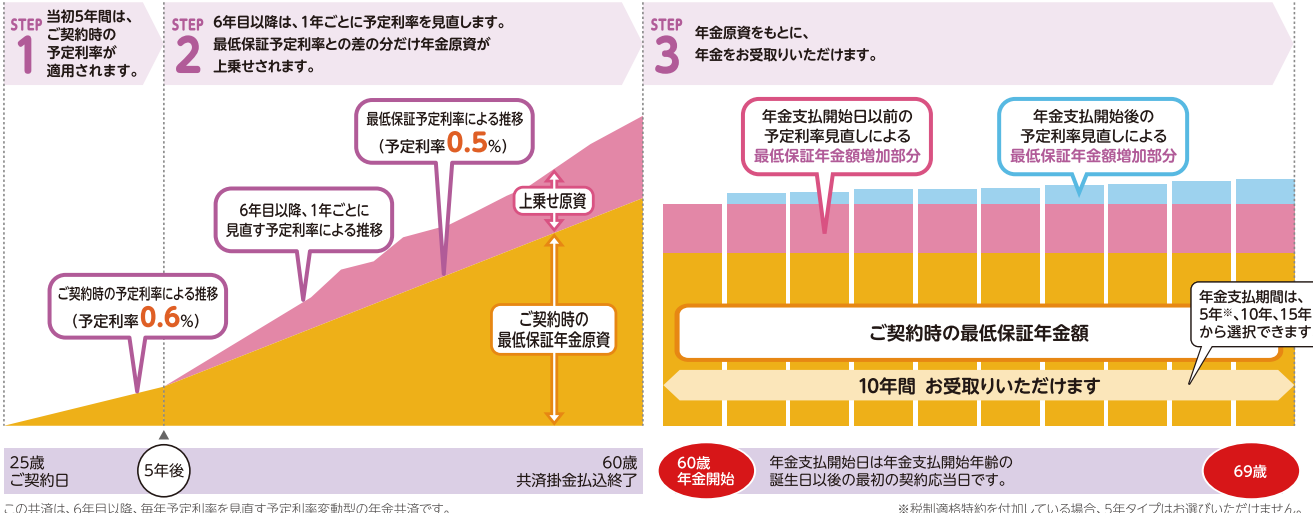 STEP 1
当初5年間は、
ご契約時の
予定利率が
適用されます。
STEP 2
6年目以降は、1年ごとに予定利率を見直します。
最低保証予定利率との差の分だけ年金原資が
上乗せされます。
STEP 3
年金原資をもとに、
年金をお受取りいただけます。
最低保証予定利率による推移
(予定利率0.5%)
上乗せ原資
6年目以降、1年ごとに
見直す予定利率による推移
ご契約時の予定利率による推移
(予定利率0.6%)
ご契約時の
最低保証年金原資
年金支払開始日以前の
予定利率見直しによる
最低保証年金額増加部分
年金支払開始後の
予定利率見直しによる
最低保証年金額増加部分
年金支払期間は、
5年※、10年、15年
から選択できます
ご契約時の最低保証年金額
10年間 お受取りいただけます
25歳
ご契約日
5年後
60歳
共済掛金払込終了
60歳
年金開始
年金支払開始日は年金支払開始年齢の
誕生日以後の最初の契約応当日です。
69歳
この共済は、6年目以降、毎年予定利率を見直す予定利率変動型の年金共済です。
※税制適格特約を付加している場合、5年タイプはお選びいただけません。